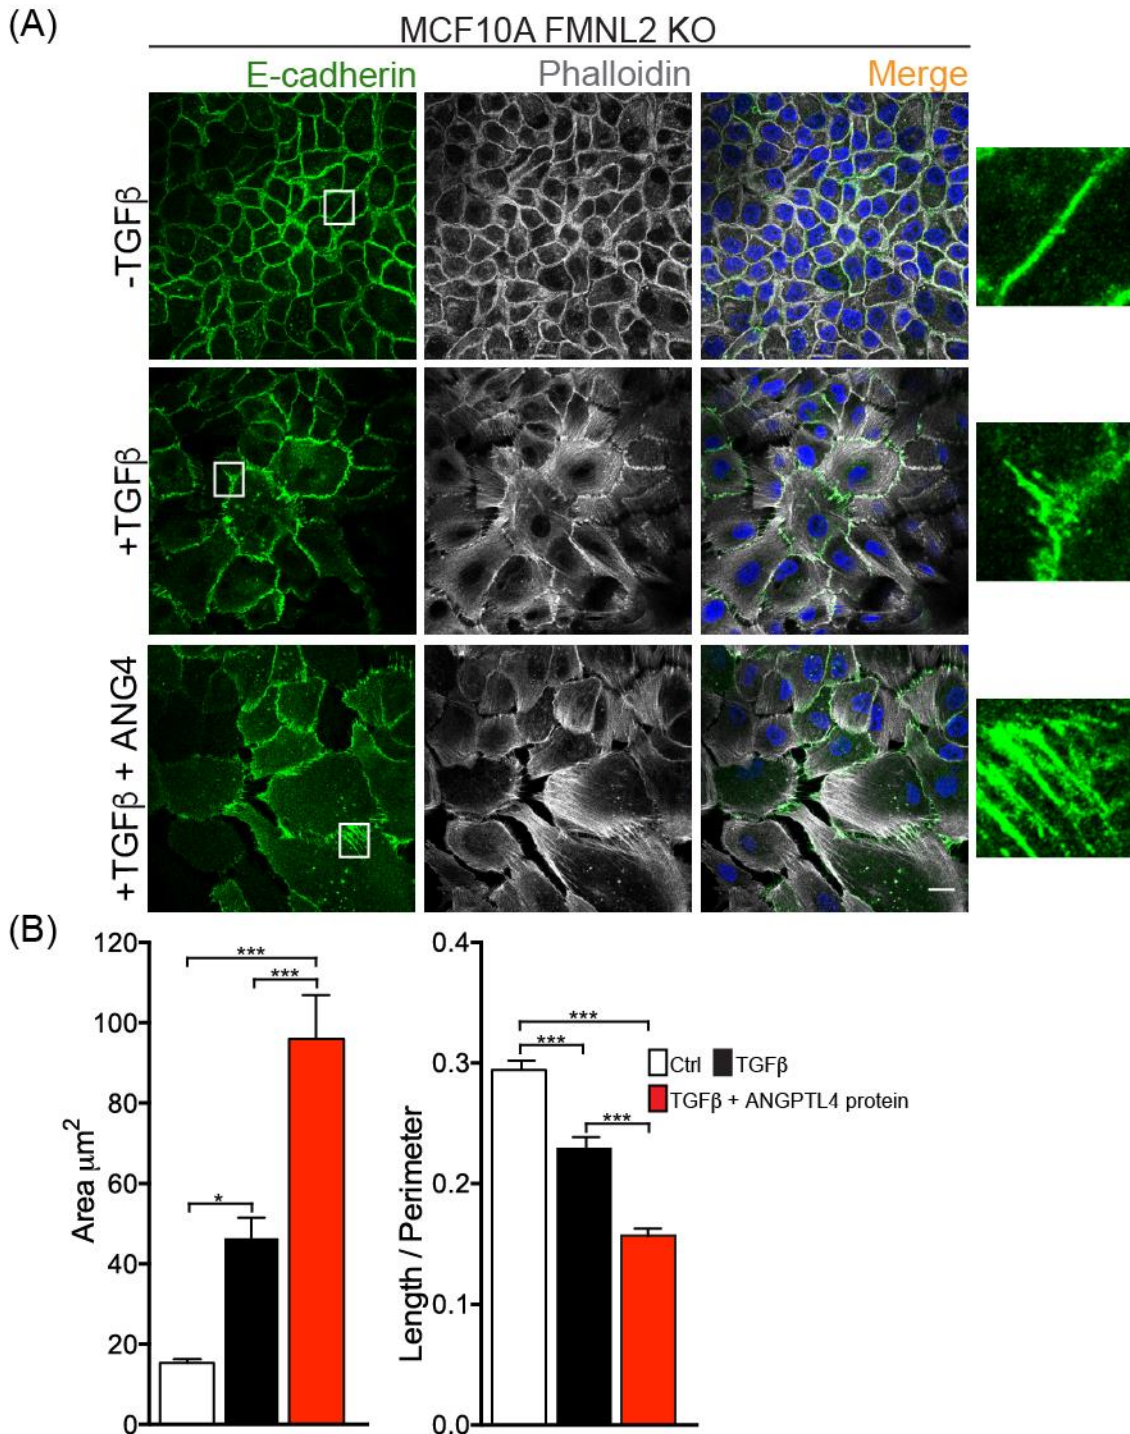 (A)
MCF10A FMNL2 KO
E-cadherin Phalloidin Merge
-TGFβ
+TGFβ
+TGFβ + ANG4
(B)
Area μm²
120
100
80
60
40
20
0
***
***
*
Length / Perimeter
0.4
0.3
0.2
0.1
0.0
***
***
***
Ctrl TGFβ
TGFβ + ANGPTL4 protein